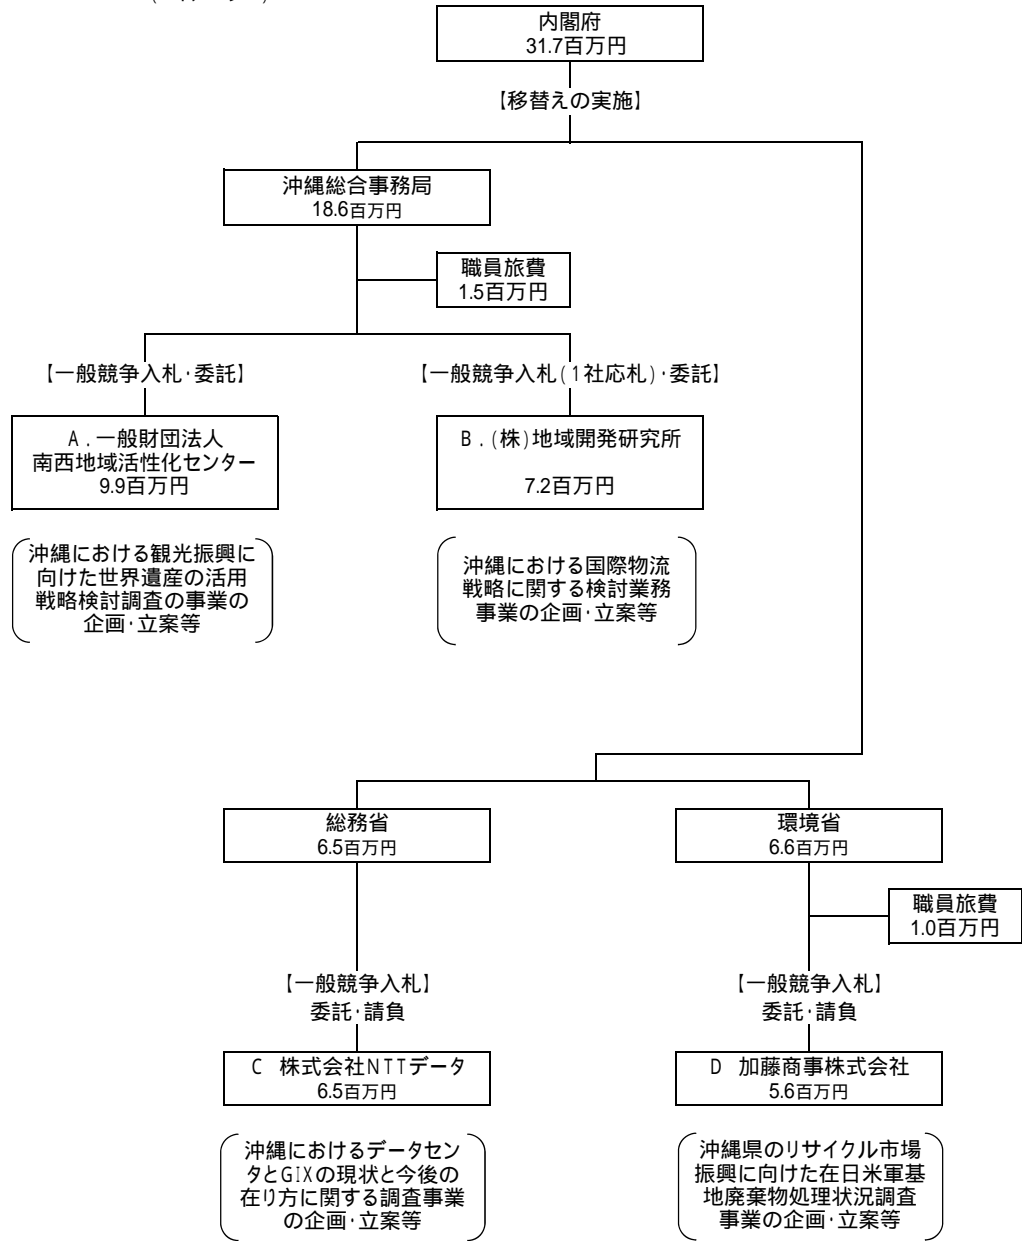 内閣府
31.7百万円
【移替えの実施】
沖縄総合事務局
18.6百万円
職員旅費
1.5百万円
【一般競争入札・委託】
【一般競争入札(1社応札)・委託】
A.一般財団法人
南西地域活性化センター
9.9百万円
B.(株)地域開発研究所
7.2百万円
沖縄における観光振興に
向けた世界遺産の活用
戦略検討調査の事業の
企画・立案等
沖縄における国際物流
戦略に関する検討業務
事業の企画・立案等
総務省
6.5百万円
環境省
6.6百万円
職員旅費
1.0百万円
【一般競争入札】
委託・請負
【一般競争入札】
委託・請負
C 株式会社NTTデータ
6.5百万円
D 加藤商事株式会社
5.6百万円
沖縄におけるデータセン
タとGIXの現状と今後の
在り方に関する調査事業
の企画・立案等
沖縄県のリサイクル市場
振興に向けた在日米軍基
地廃棄物処理状況調査
事業の企画・立案等